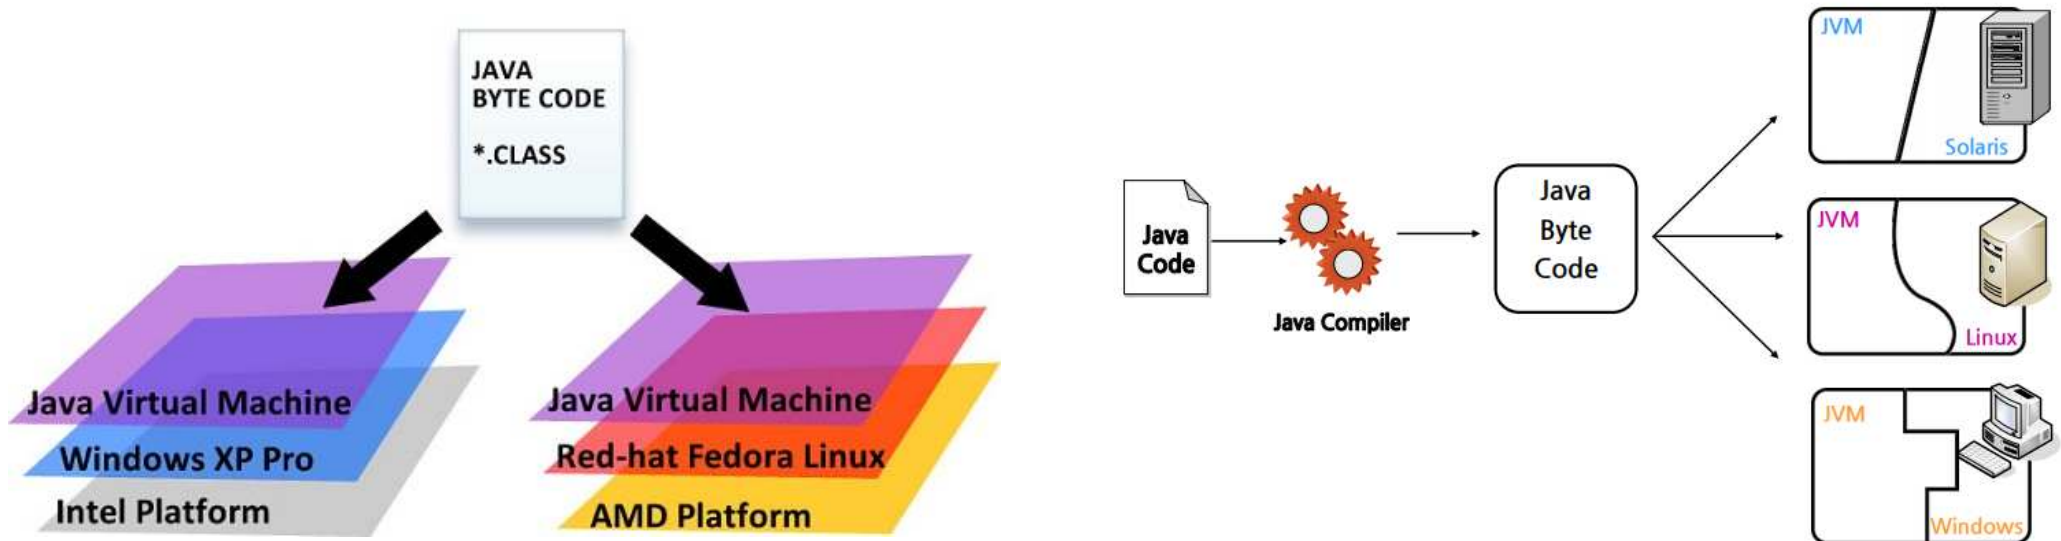 JAVA
BYTE CODE
*.CLASS
Java Virtual Machine
Windows XP Pro
Intel Platform
Java Virtual Machine
Red-hat Fedora Linux
AMD Platform
Java
Code
Java Compiler
Java
Byte
Code
JVM
Solaris
JVM
Linux
JVM
Windows